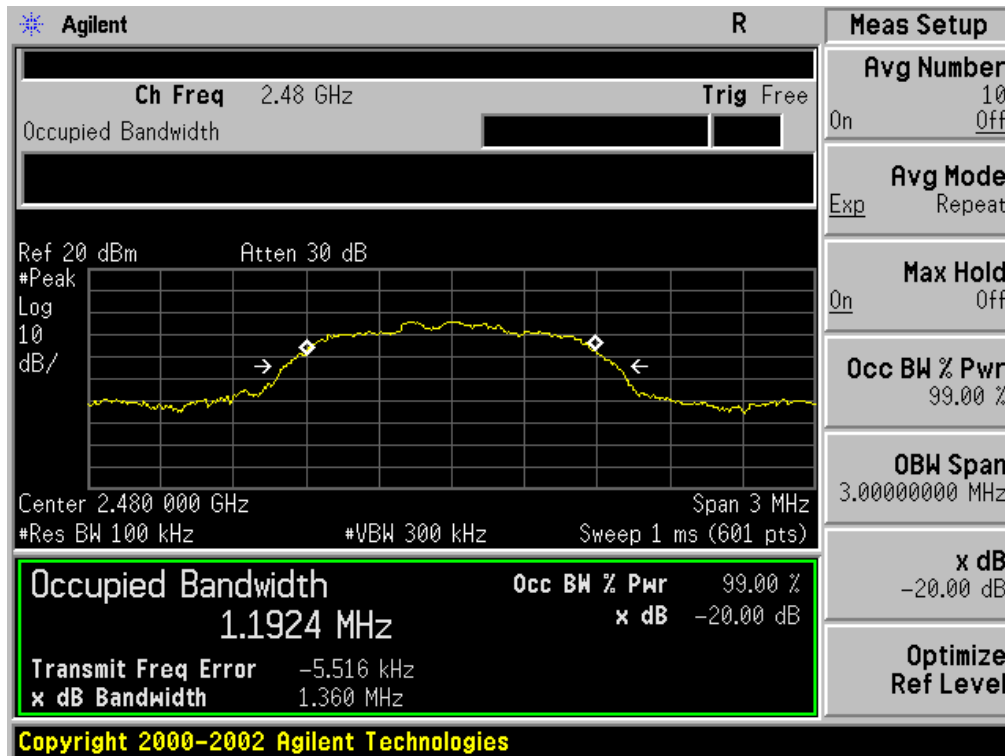 Agilent R
Ch Freq 2.48 GHz Trig Free
Occupied Bandwidth
Ref 20 dBm Atten 30 dB
#Peak
Log
10
dB/
Center 2.480 000 GHz Span 3 MHz
#Res BW 100 kHz #VBW 300 kHz Sweep 1 ms (601 pts)
Occupied Bandwidth
1.1924 MHz
Occ BW % Pwr 99.00 %
x dB -20.00 dB
Transmit Freq Error -5.516 kHz
x dB Bandwidth 1.360 MHz
Meas Setup
Avg Number
10
On Off
Avg Mode
Exp Repeat
Max Hold
On Off
Occ BW % Pwr
99.00 %
OBW Span
3.00000000 MHz
x dB
-20.00 dB
Optimize
Ref Level
Copyright 2000-2002 Agilent Technologies